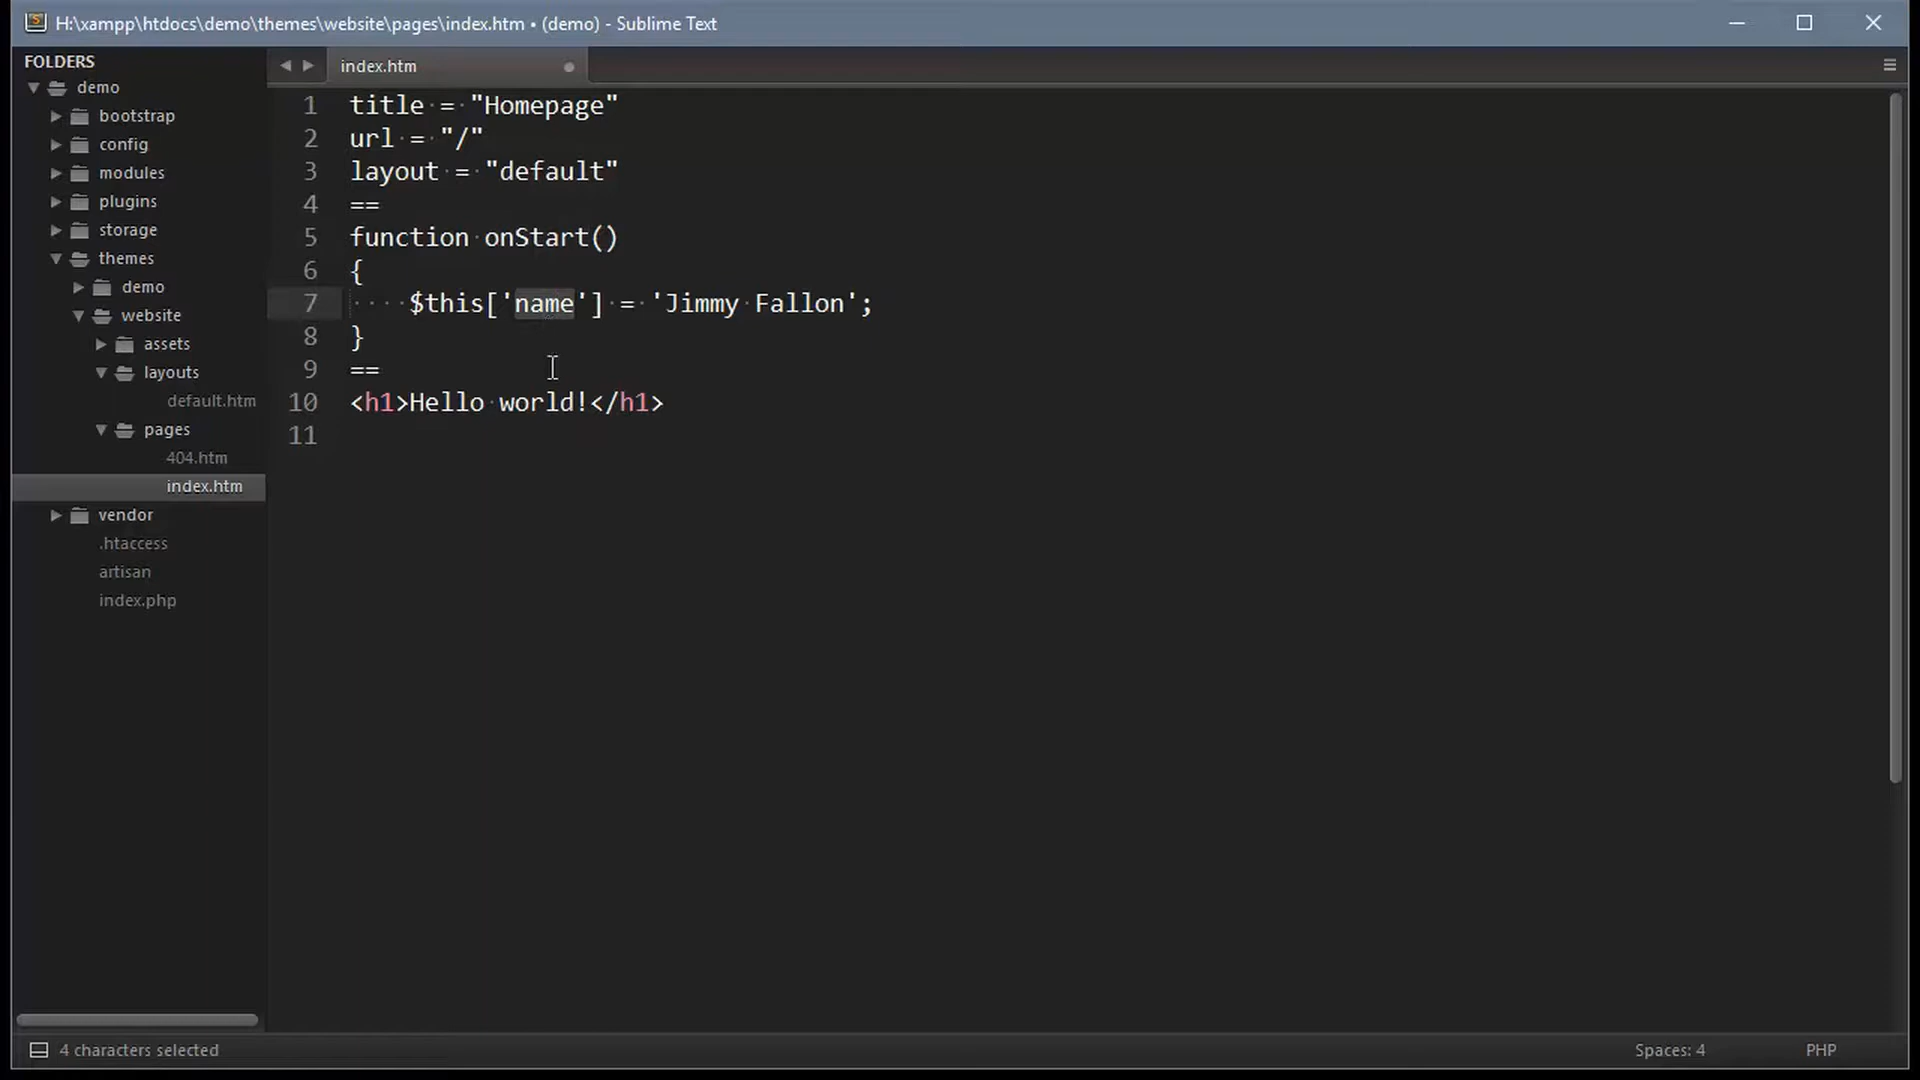 H:\xampp\htdocs\demo\themes\website\pages\index.htm • (demo) - Sublime Text
FOLDERS
demo
bootstrap
config
modules
plugins
storage
themes
demo
website
assets
layouts
default.htm
pages
404.htm
index.htm
vendor
.htaccess
artisan
index.php
index.htm
1 title = "Homepage"
2 url = "/"
3 layout = "default"
4 ==
5 function onStart()
6 {
7     $this['name'] = 'Jimmy Fallon';
8 }
9 ==
10 <h1>Hello world!</h1>
11
4 characters selected
Spaces: 4
PHP